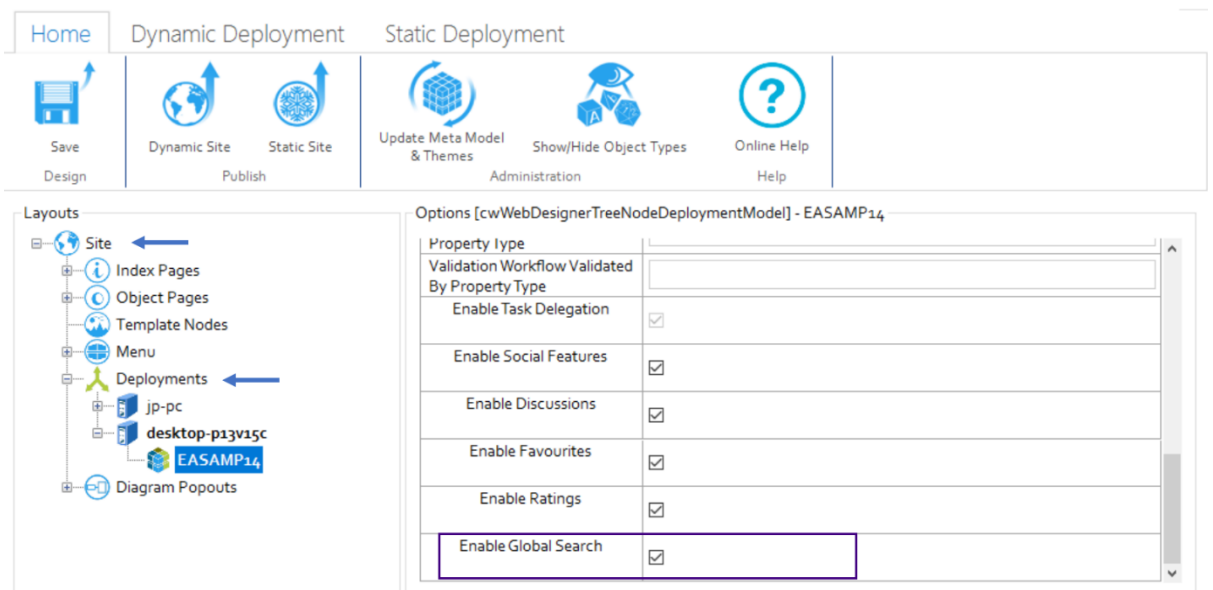 Home
Dynamic Deployment
Static Deployment
Save
Dynamic Site
Static Site
Update Meta Model
& Themes
Show/Hide Object Types
Online Help
Design
Publish
Administration
Help
Layouts
Site
Index Pages
Object Pages
Template Nodes
Menu
Deployments
jp-pc
desktop-p13v15c
EASAMP14
Diagram Popouts
Options [cwWebDesignerTreeNodeDeploymentModel] - EASAMP14
Property Type
Validation Workflow Validated
By Property Type
Enable Task Delegation
Enable Social Features
Enable Discussions
Enable Favourites
Enable Ratings
Enable Global Search